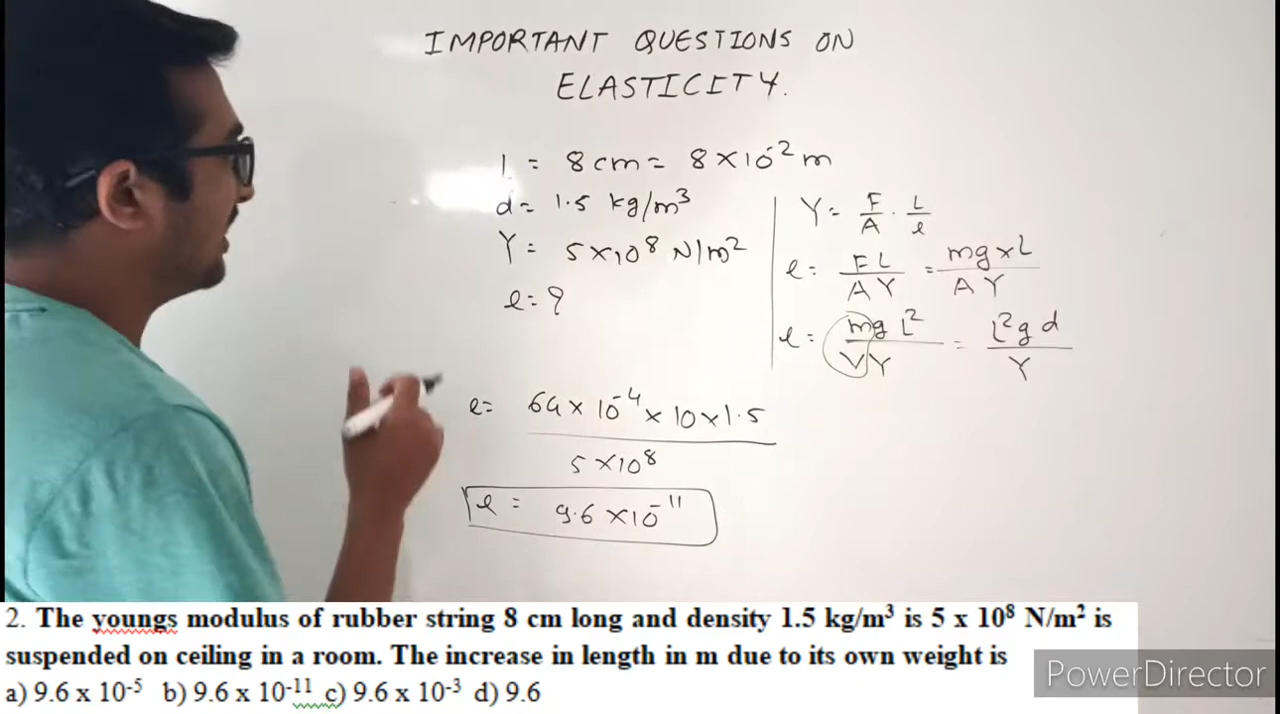 IMPORTANT QUESTIONS ON
ELASTICITY.
l = 8 cm = 8 × 10⁻² m
d = 1.5 kg/m³
Y = 5 × 10⁸ N/m²
e = ?
Y = F/A · L/e
e = FL/AY = mg × L/AY
e = mg L²/VY = L² g d/Y
e = 64 × 10⁻⁴ × 10 × 1.5 / 5 × 10⁸
e = 9.6 × 10⁻¹¹
2. The youngs modulus of rubber string 8 cm long and density 1.5 kg/m³ is 5 x 10⁸ N/m² is
suspended on ceiling in a room. The increase in length in m due to its own weight is
a) 9.6 x 10⁻⁵ b) 9.6 x 10⁻¹¹ c) 9.6 x 10⁻³ d) 9.6
PowerDirector